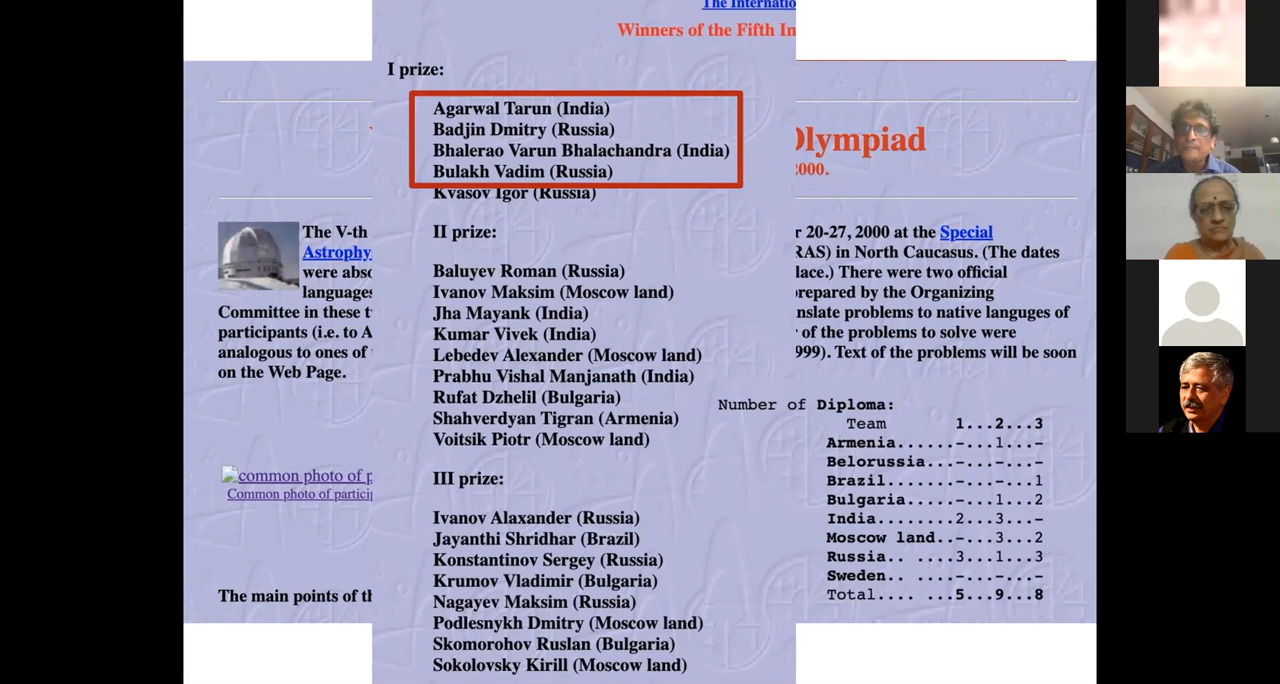 The Internatio
Winners of the Fifth In
I prize:
Agarwal Tarun (India)
Badjin Dmitry (Russia)
Bhalerao Varun Bhalachandra (India)
Bulakh Vadim (Russia)
Kvasov Igor (Russia)
II prize:
Baluyev Roman (Russia)
Ivanov Maksim (Moscow land)
Jha Mayank (India)
Kumar Vivek (India)
Lebedev Alexander (Moscow land)
Prabhu Vishal Manjanath (India)
Rufat Dzhelil (Bulgaria)
Shahverdyan Tigran (Armenia)
Voitsik Piotr (Moscow land)
III prize:
Ivanov Alaxander (Russia)
Jayanthi Shridhar (Brazil)
Konstantinov Sergey (Russia)
Krumov Vladimir (Bulgaria)
Nagayev Maksim (Russia)
Podlesnykh Dmitry (Moscow land)
Skomorohov Ruslan (Bulgaria)
Sokolovsky Kirill (Moscow land)
The V-th
Astrophy
were abso
languages
Committee in these t
participants (i.e. to A
analogous to ones of
on the Web Page.
common photo of p
Common photo of particip
The main points of th
Olympiad
2000.
r 20-27, 2000 at the Special
RAS) in North Caucasus. (The dates
lace.) There were two official
repared by the Organizing
nslate problems to native languges of
of the problems to solve were
999). Text of the problems will be soon
Number of Diploma:
Team 1...2...3
Armenia......-...1...-
Belorussia...-...-...-
Brazil.......-...-...1
Bulgaria.....-...1...2
India........2...3...-
Moscow land..-...3...2
Russia.. ....3...1...3
Sweden.. ....-...-...-
Total.... ...5...9...8